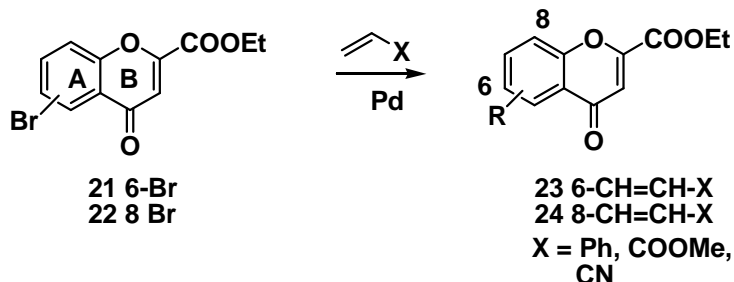 8
O
COOEt
A
B
Br
O
X
Pd
O
COOEt
6
R
O
21 6-Br
22 8 Br
23 6-CH=CH-X
24 8-CH=CH-X
X = Ph, COOMe,
CN